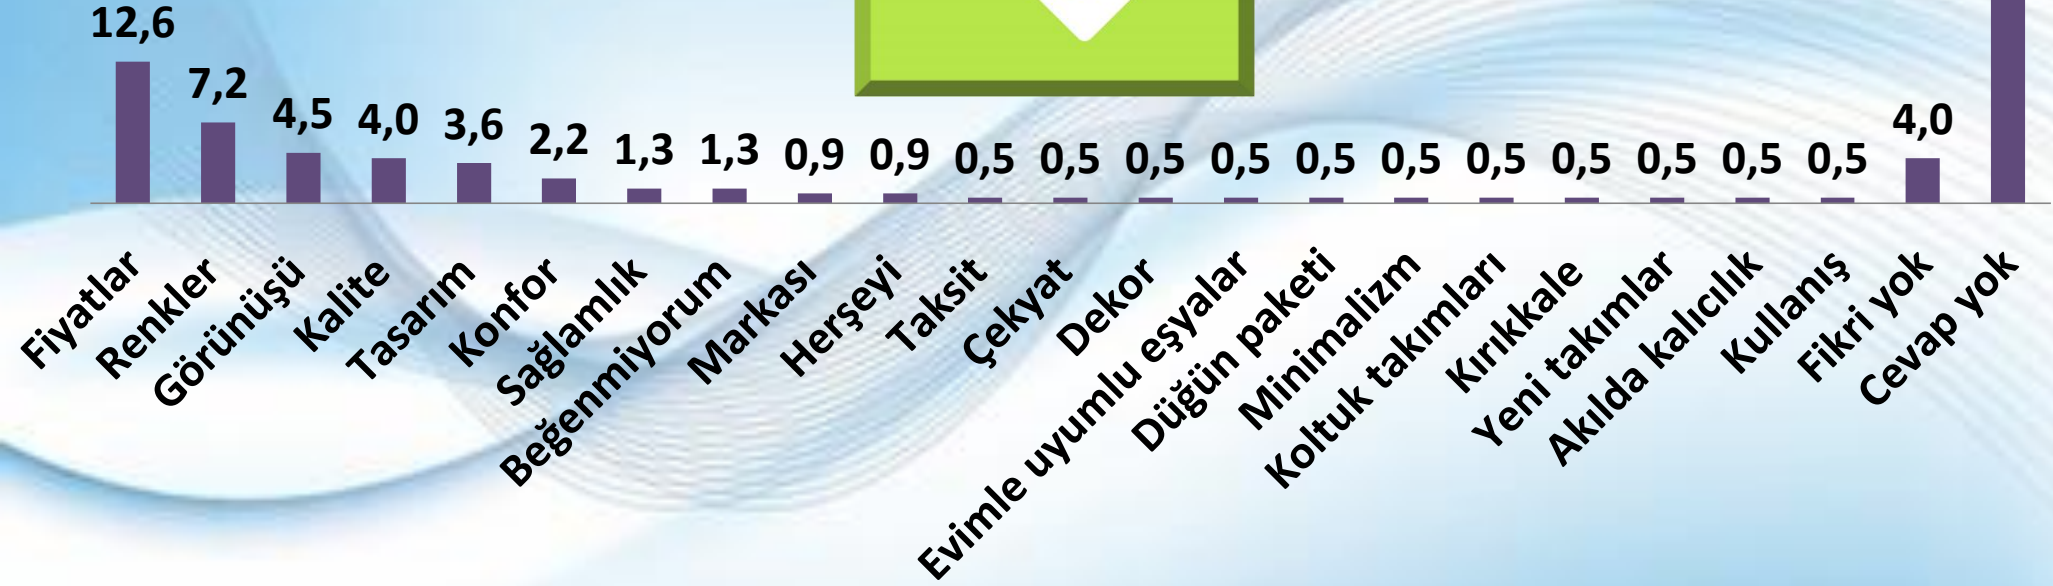 12,6
7,2
4,5
4,0
3,6
2,2
1,3
1,3
0,9
0,9
0,5
0,5
0,5
0,5
0,5
0,5
0,5
0,5
0,5
0,5
0,5
4,0
Fiyatlar
Renkler
Görünüşü
Kalite
Tasarım
Konfor
Sağlamlık
Beğenmiyorum
Markası
Herşeyi
Taksit
Çekyat
Dekor
Evimle uyumlu eşyalar
Düğün paketi
Minimalizm
Koltuk takımları
Kırıkkale
Yeni takımlar
Akılda kalıcılık
Kullanış
Fikri yok
Cevap yok